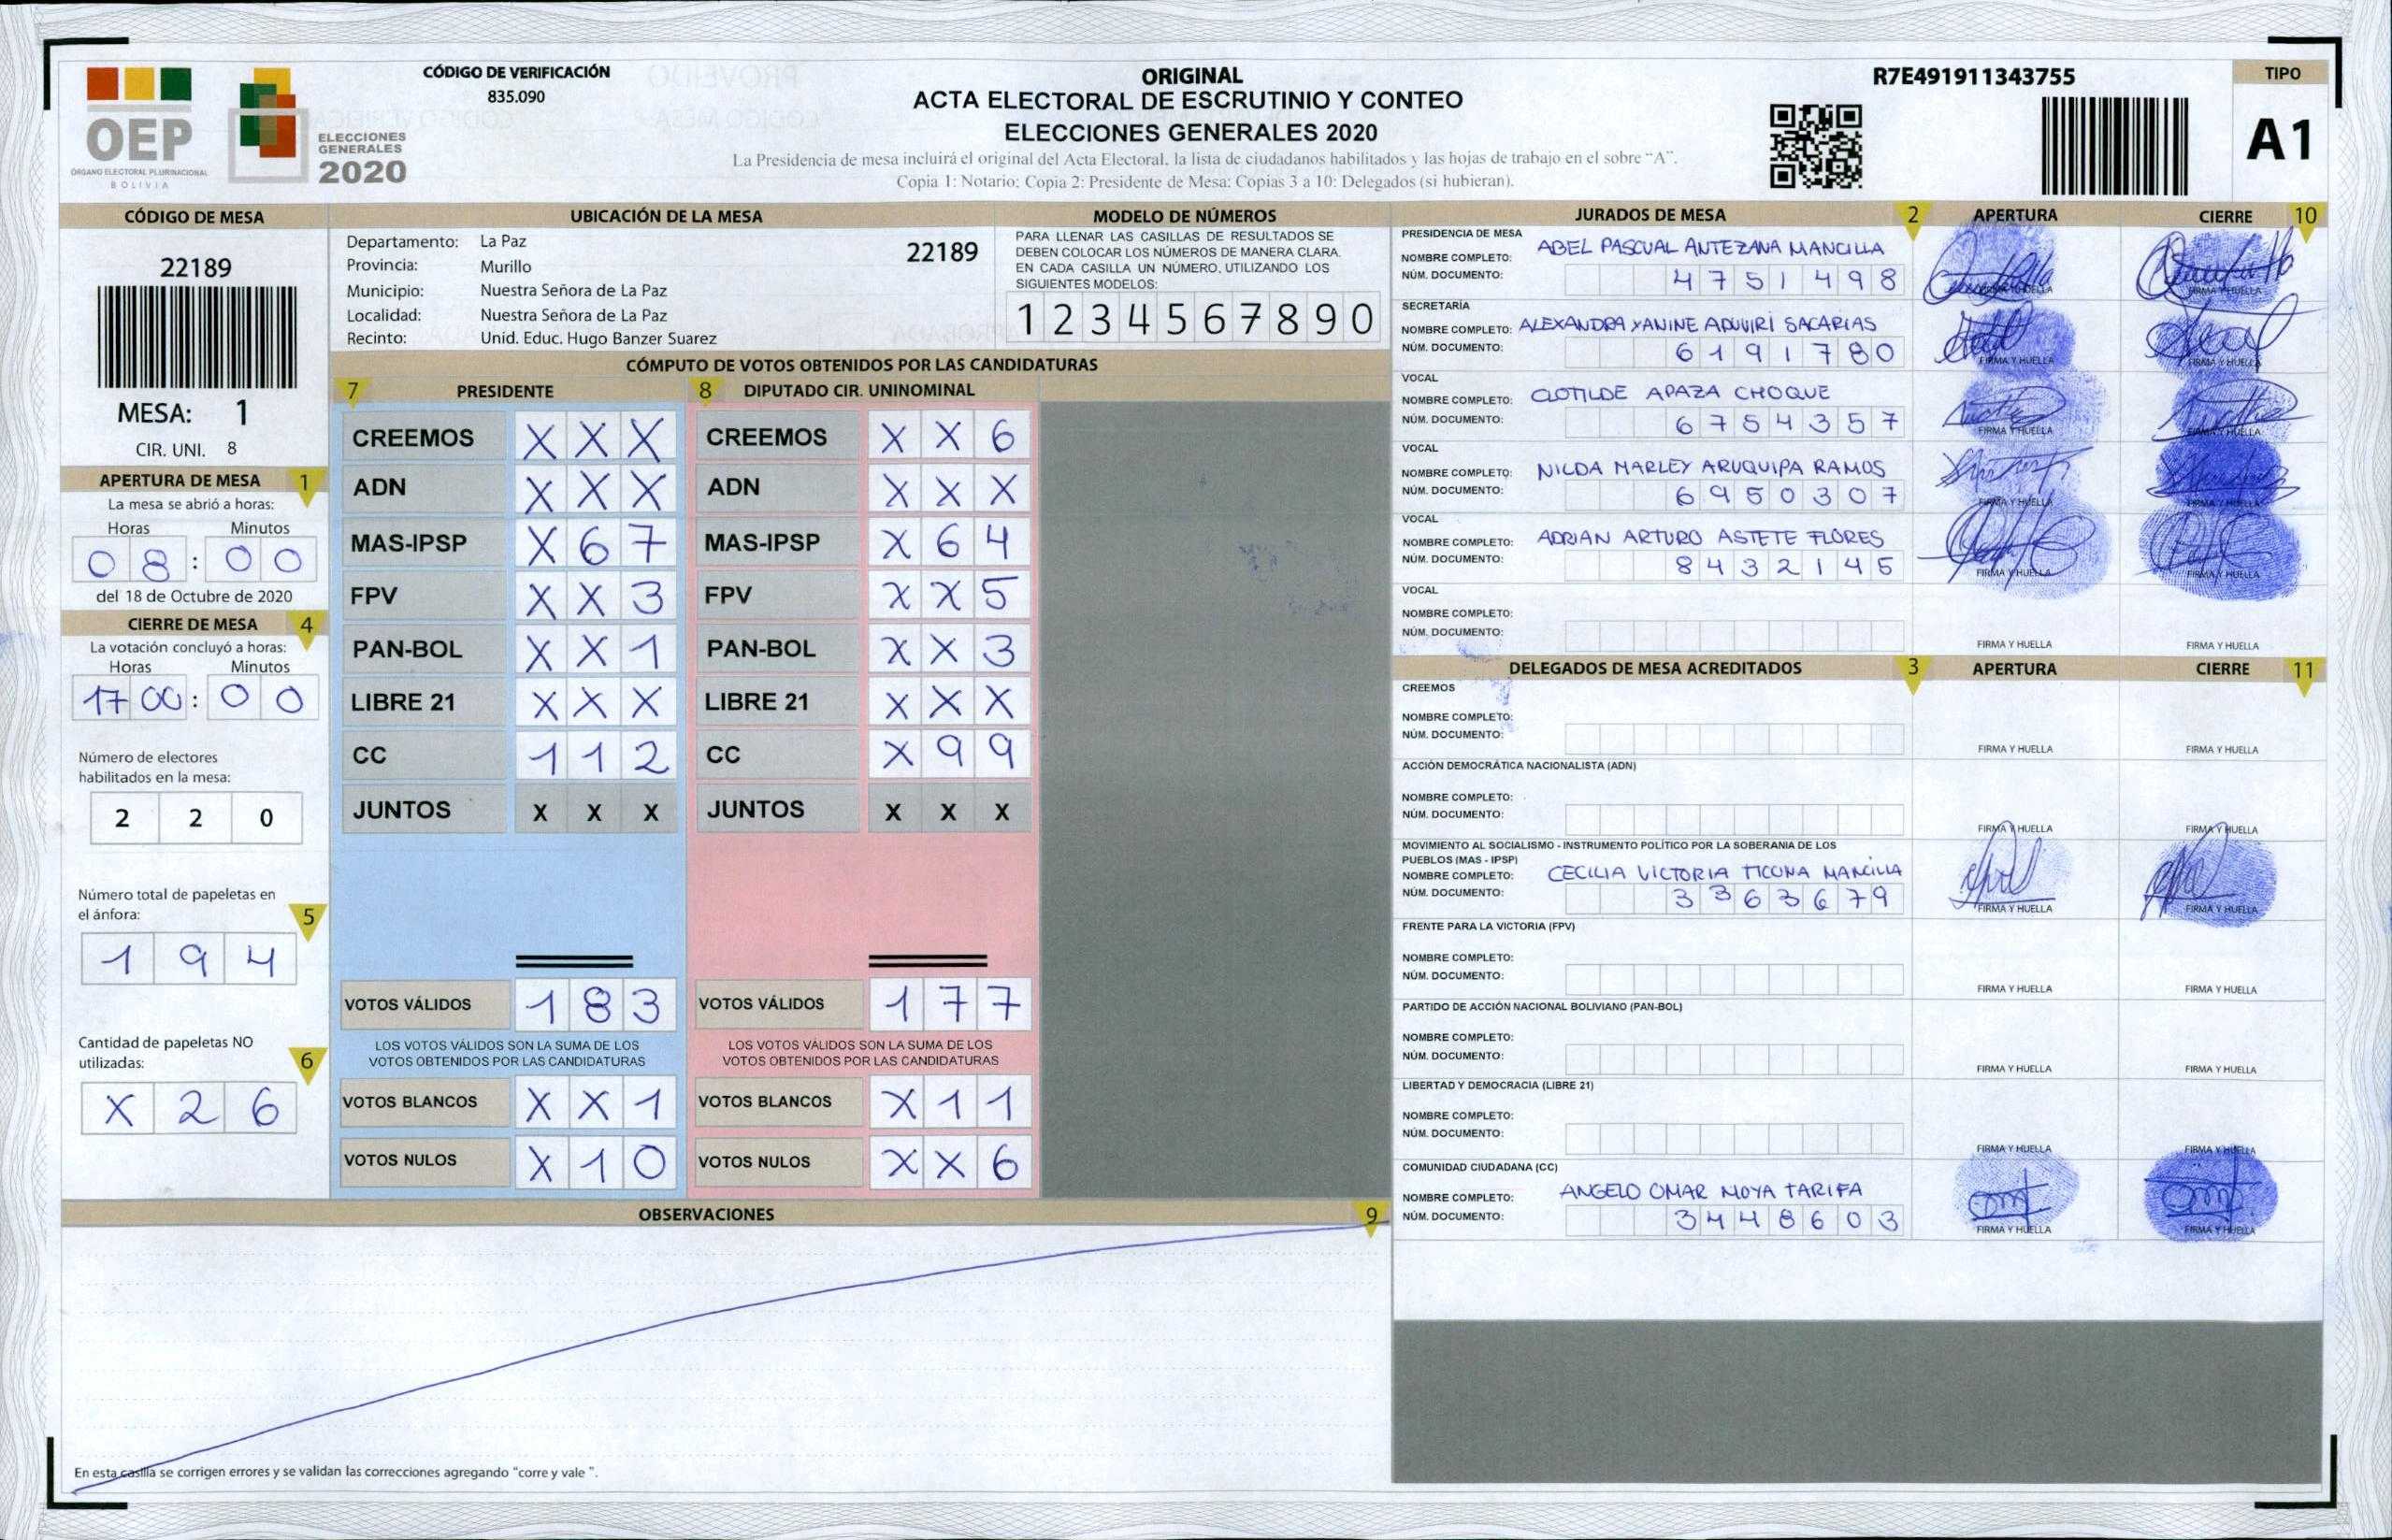 CÓDIGO DE VERIFICACIÓN
835.090
OEP
ÓRGANO ELECTORAL PLURINACIONAL
BOLIVIA
ELECCIONES
GENERALES
2020
ORIGINAL
ACTA ELECTORAL DE ESCRUTINIO Y CONTEO
ELECCIONES GENERALES 2020
La Presidencia de mesa incluirá el original del Acta Electoral, la lista de ciudadanos habilitados y las hojas de trabajo en el sobre "A".
Copia 1: Notario; Copia 2: Presidente de Mesa; Copias 3 a 10: Delegados (si hubieran).
R7E491911343755
TIPO
A1
CÓDIGO DE MESA
22189
MESA: 1
CIR. UNI. 8
APERTURA DE MESA 1
La mesa se abrió a horas:
Horas Minutos
08:00
del 18 de Octubre de 2020
CIERRE DE MESA 4
La votación concluyó a horas:
Horas Minutos
17 00:00
Número de electores
habilitados en la mesa:
2 2 0
Número total de papeletas en
el ánfora: 5
1 9 4
Cantidad de papeletas NO
utilizadas: 6
X 2 6
UBICACIÓN DE LA MESA
Departamento: La Paz 22189
Provincia: Murillo
Municipio: Nuestra Señora de La Paz
Localidad: Nuestra Señora de La Paz
Recinto: Unid. Educ. Hugo Banzer Suarez
MODELO DE NÚMEROS
PARA LLENAR LAS CASILLAS DE RESULTADOS SE
DEBEN COLOCAR LOS NÚMEROS DE MANERA CLARA.
EN CADA CASILLA UN NÚMERO, UTILIZANDO LOS
SIGUIENTES MODELOS:
1 2 3 4 5 6 7 8 9 0
CÓMPUTO DE VOTOS OBTENIDOS POR LAS CANDIDATURAS
7 PRESIDENTE
CREEMOS X X X
ADN X X X
MAS-IPSP X 6 7
FPV X X 3
PAN-BOL X X 1
LIBRE 21 X X X
CC 1 1 2
JUNTOS X X X
VOTOS VÁLIDOS 1 8 3
LOS VOTOS VÁLIDOS SON LA SUMA DE LOS
VOTOS OBTENIDOS POR LAS CANDIDATURAS
VOTOS BLANCOS X X 1
VOTOS NULOS X 1 0
8 DIPUTADO CIR. UNINOMINAL
CREEMOS X X 6
ADN X X X
MAS-IPSP X 6 4
FPV X X 5
PAN-BOL X X 3
LIBRE 21 X X X
CC X 9 9
JUNTOS X X X
VOTOS VÁLIDOS 1 7 7
LOS VOTOS VÁLIDOS SON LA SUMA DE LOS
VOTOS OBTENIDOS POR LAS CANDIDATURAS
VOTOS BLANCOS X 1 1
VOTOS NULOS X X 6
OBSERVACIONES 9
En esta casilla se corrigen errores y se validan las correcciones agregando "corre y vale ".
JURADOS DE MESA 2 APERTURA CIERRE 10
PRESIDENCIA DE MESA
NOMBRE COMPLETO: ABEL PASCUAL ANTEZANA MANCILLA
NÚM. DOCUMENTO: 4751498
FIRMA Y HUELLA FIRMA Y HUELLA
SECRETARÍA
NOMBRE COMPLETO: ALEXANDRA YANINE ADUVIRI SACARIAS
NÚM. DOCUMENTO: 6191780
FIRMA Y HUELLA FIRMA Y HUELLA
VOCAL
NOMBRE COMPLETO: CLOTILDE APAZA CHOQUE
NÚM. DOCUMENTO: 6754357
FIRMA Y HUELLA FIRMA Y HUELLA
VOCAL
NOMBRE COMPLETO: NILDA MARLEY ARUQUIPA RAMOS
NÚM. DOCUMENTO: 6950307
FIRMA Y HUELLA FIRMA Y HUELLA
VOCAL
NOMBRE COMPLETO: ADRIAN ARTURO ASTETE FLORES
NÚM. DOCUMENTO: 8432145
FIRMA Y HUELLA FIRMA Y HUELLA
VOCAL
NOMBRE COMPLETO:
NÚM. DOCUMENTO:
FIRMA Y HUELLA FIRMA Y HUELLA
DELEGADOS DE MESA ACREDITADOS 3 APERTURA CIERRE 11
CREEMOS
NOMBRE COMPLETO:
NÚM. DOCUMENTO:
FIRMA Y HUELLA FIRMA Y HUELLA
ACCIÓN DEMOCRÁTICA NACIONALISTA (ADN)
NOMBRE COMPLETO:
NÚM. DOCUMENTO:
FIRMA Y HUELLA FIRMA Y HUELLA
MOVIMIENTO AL SOCIALISMO - INSTRUMENTO POLÍTICO POR LA SOBERANIA DE LOS
PUEBLOS (MAS - IPSP)
NOMBRE COMPLETO: CECILIA VICTORIA TICONA MANCILLA
NÚM. DOCUMENTO: 3363679
FIRMA Y HUELLA FIRMA Y HUELLA
FRENTE PARA LA VICTORIA (FPV)
NOMBRE COMPLETO:
NÚM. DOCUMENTO:
FIRMA Y HUELLA FIRMA Y HUELLA
PARTIDO DE ACCIÓN NACIONAL BOLIVIANO (PAN-BOL)
NOMBRE COMPLETO:
NÚM. DOCUMENTO:
FIRMA Y HUELLA FIRMA Y HUELLA
LIBERTAD Y DEMOCRACIA (LIBRE 21)
NOMBRE COMPLETO:
NÚM. DOCUMENTO:
FIRMA Y HUELLA FIRMA Y HUELLA
COMUNIDAD CIUDADANA (CC)
NOMBRE COMPLETO: ANGELO OMAR MOYA TARIFA
NÚM. DOCUMENTO: 3448603
FIRMA Y HUELLA FIRMA Y HUELLA